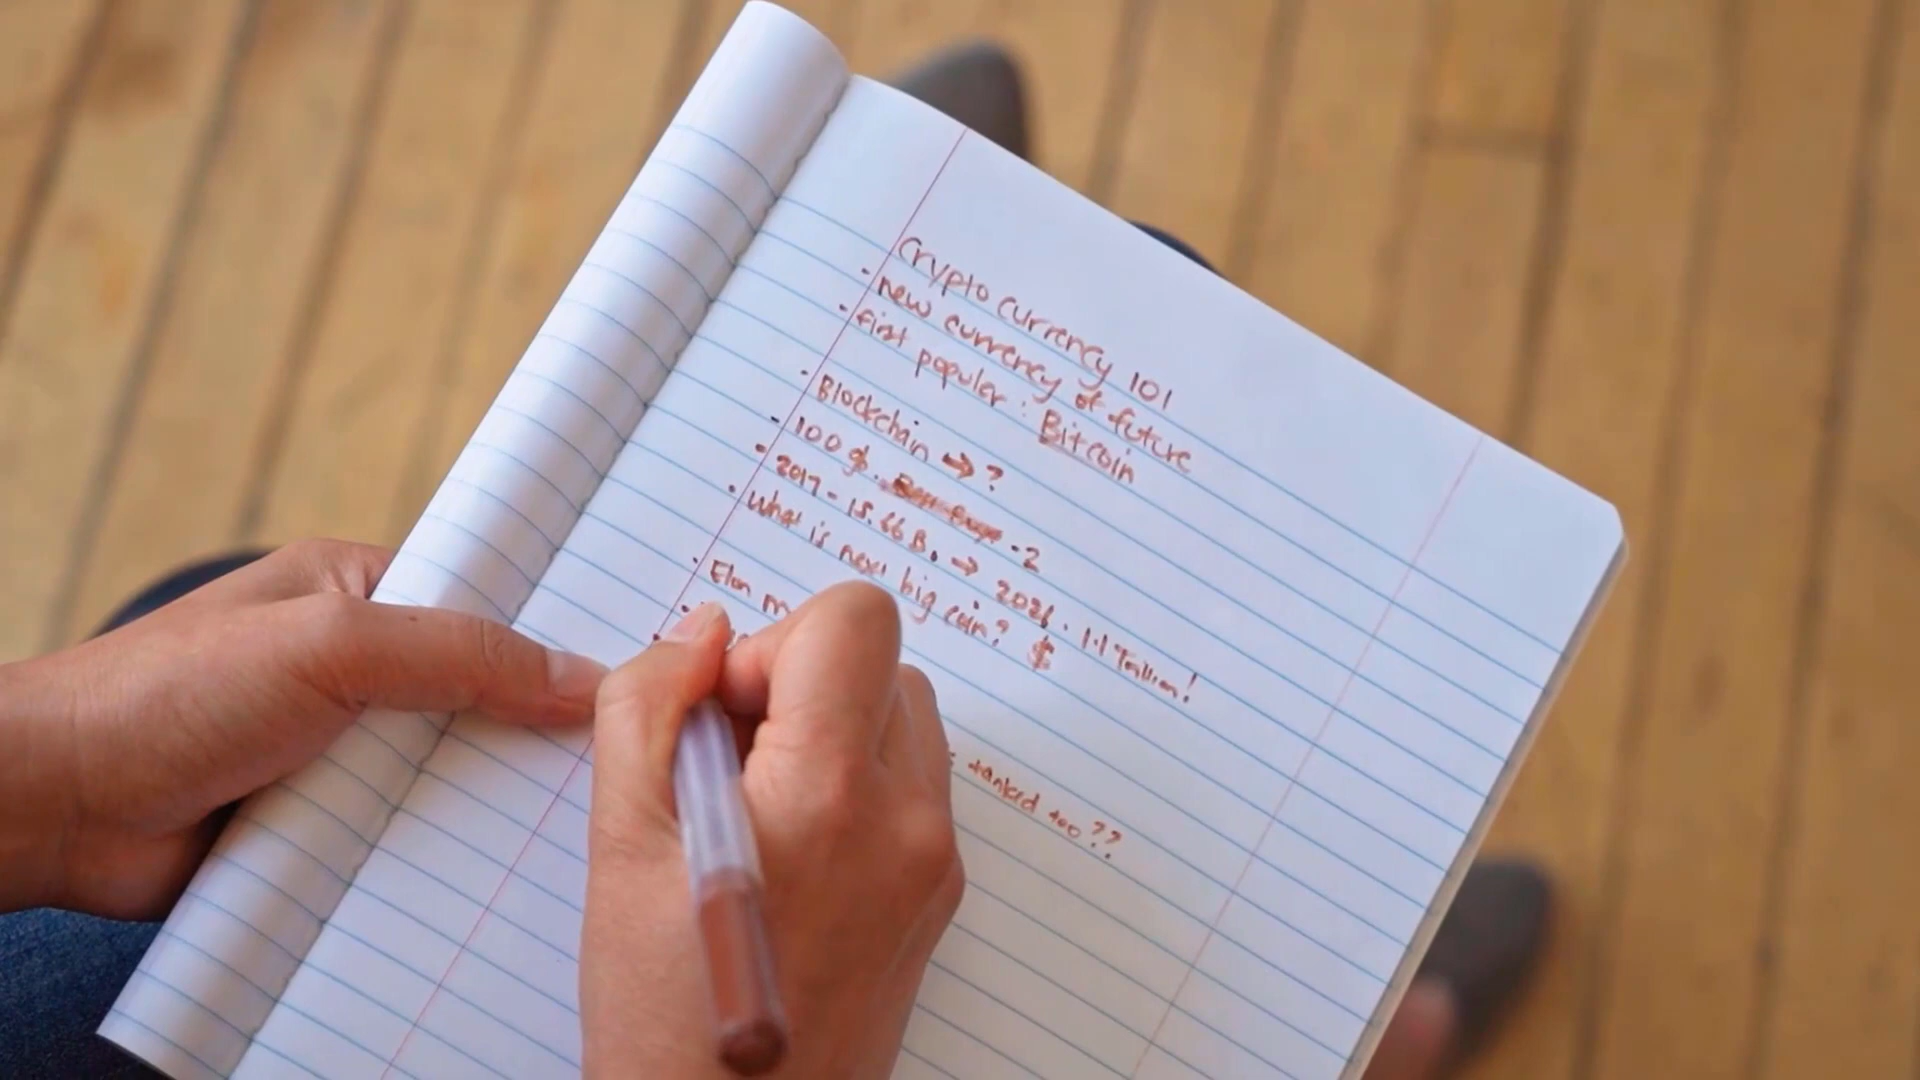 Crypto currency 101
· new currency of future
· first popular : Bitcoin
· Blockchain → ?
- 100 $. -2
- 2017 - 15.66 B. → 2021. 1.1 Trillion!
· What is next big coin? $
· Elon m
tanked too ??